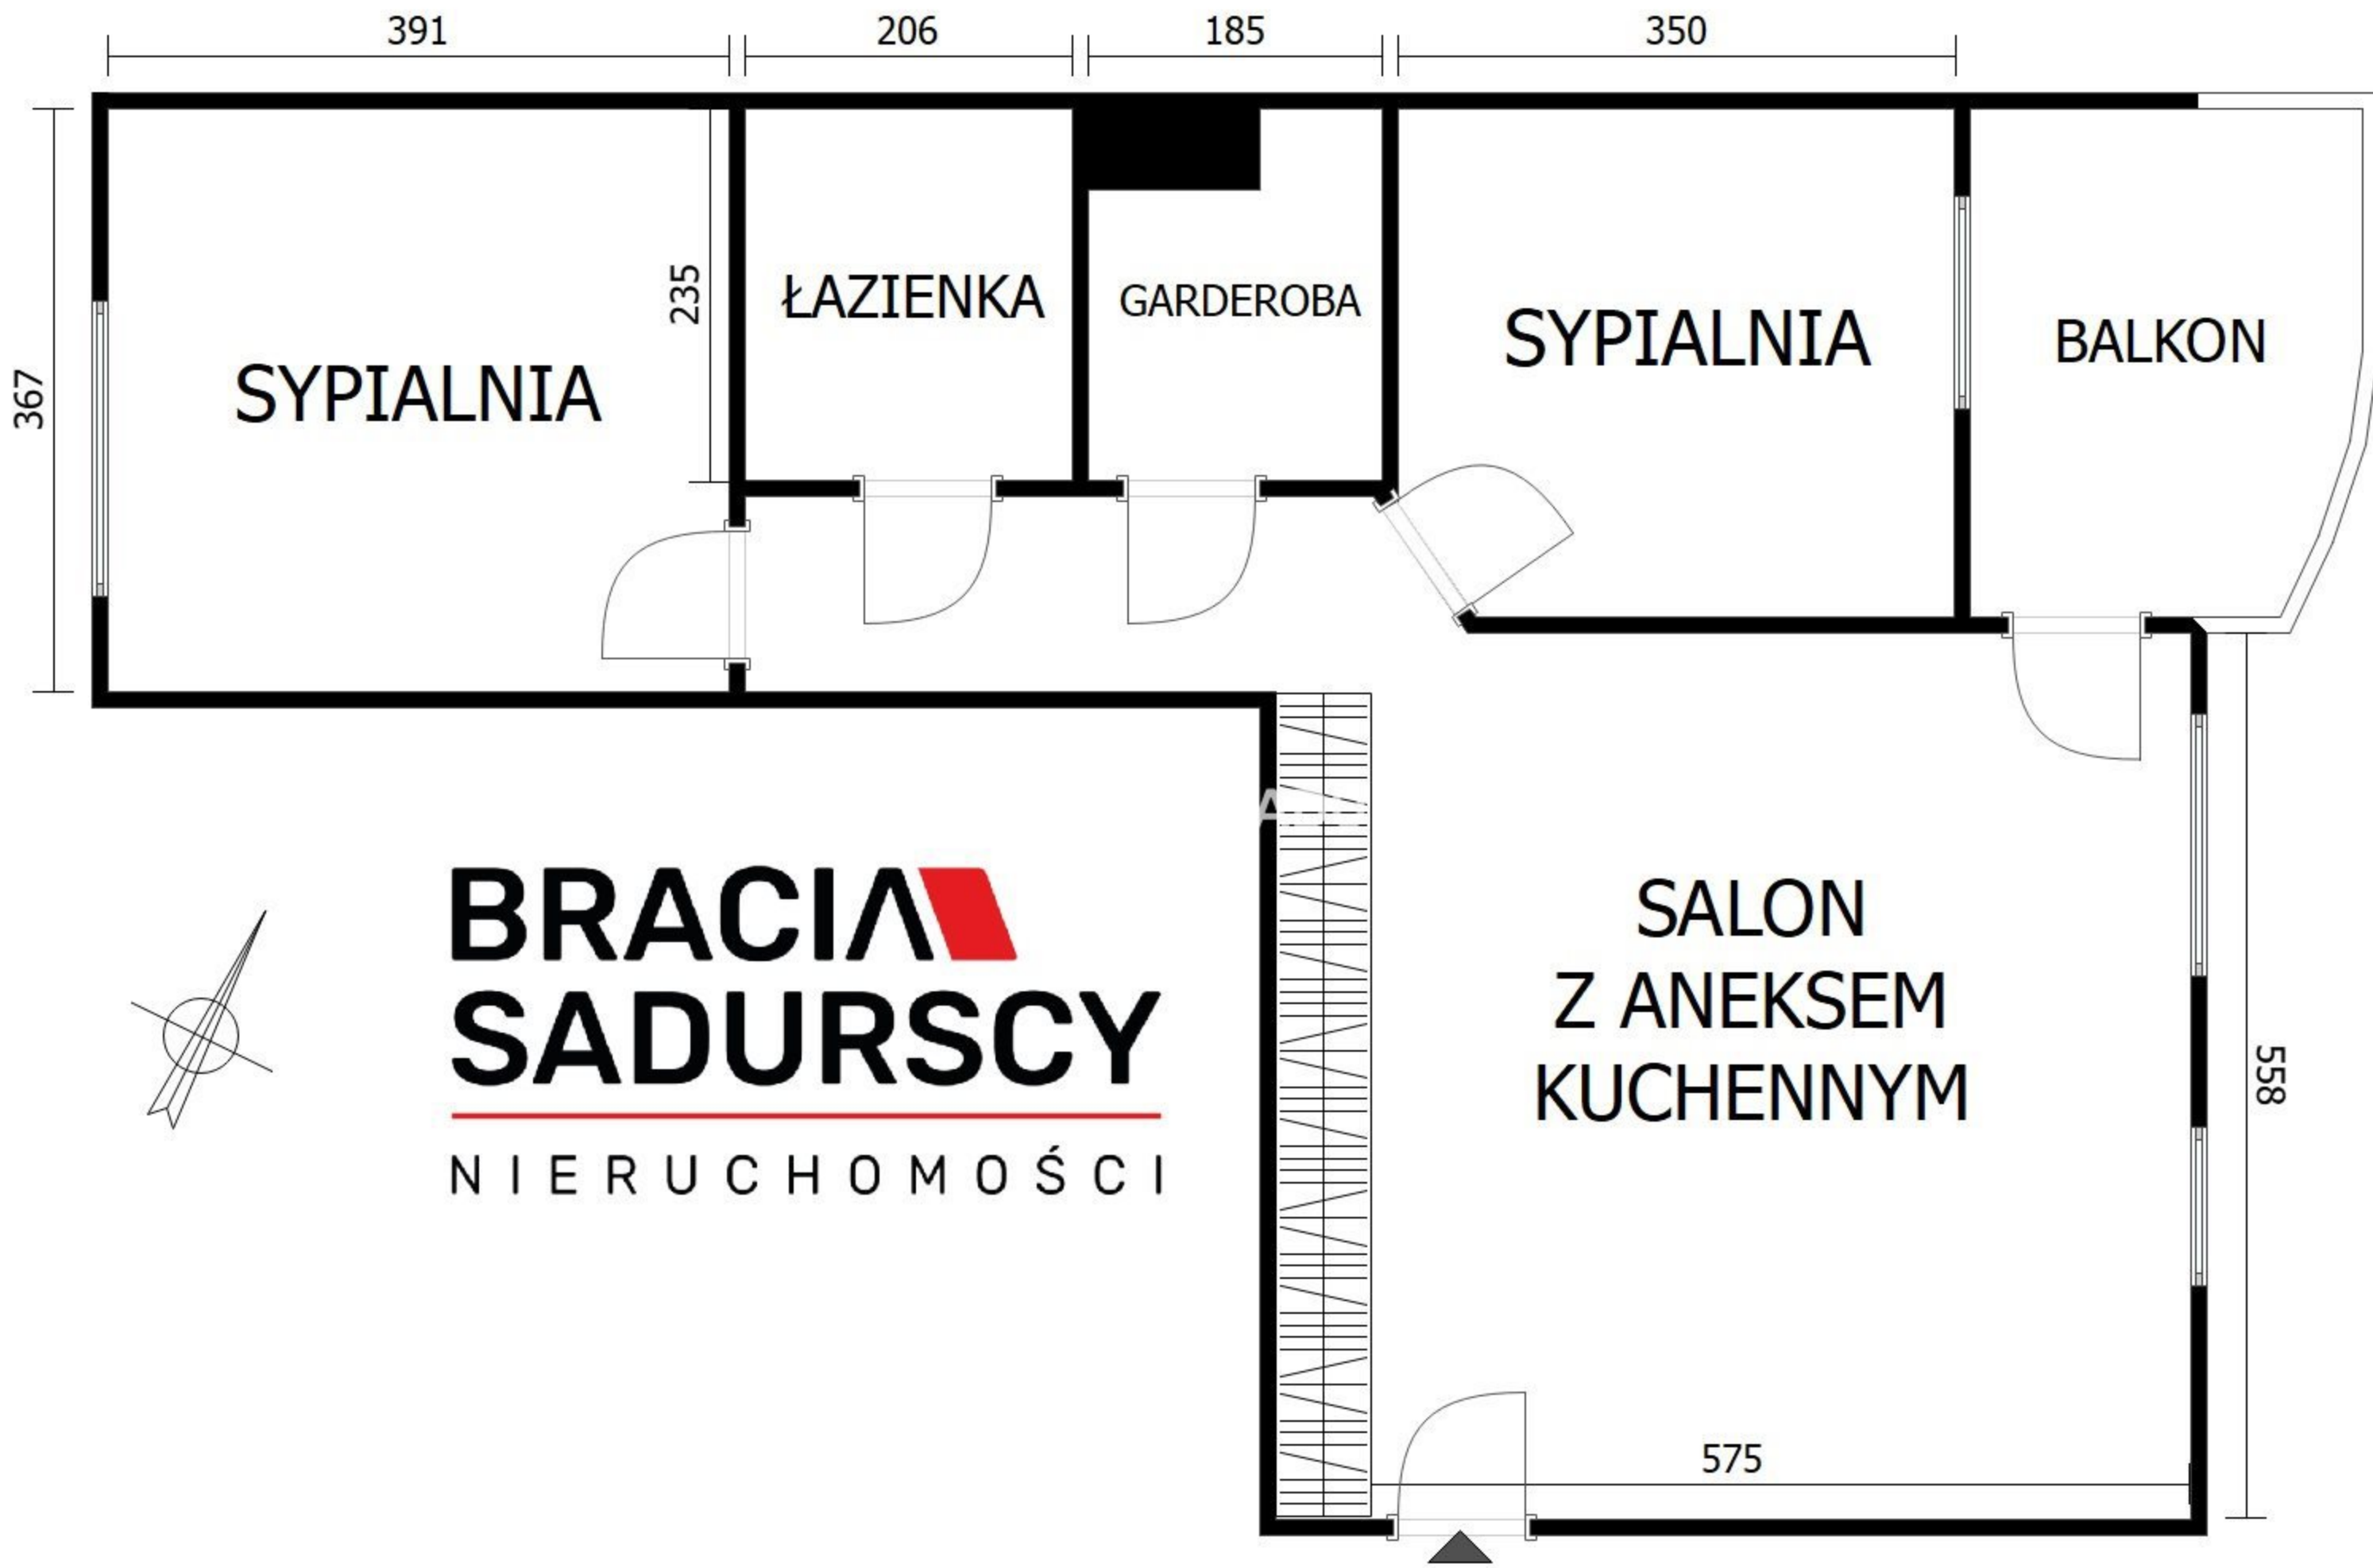 391
206
185
350
367
235
SYPIALNIA
ŁAZIENKA
GARDEROBA
SYPIALNIA
BALKON
SALON
Z ANEKSEM
KUCHENNYM
558
575
BRACIA
SADURSCY
NIERUCHOMOŚCI